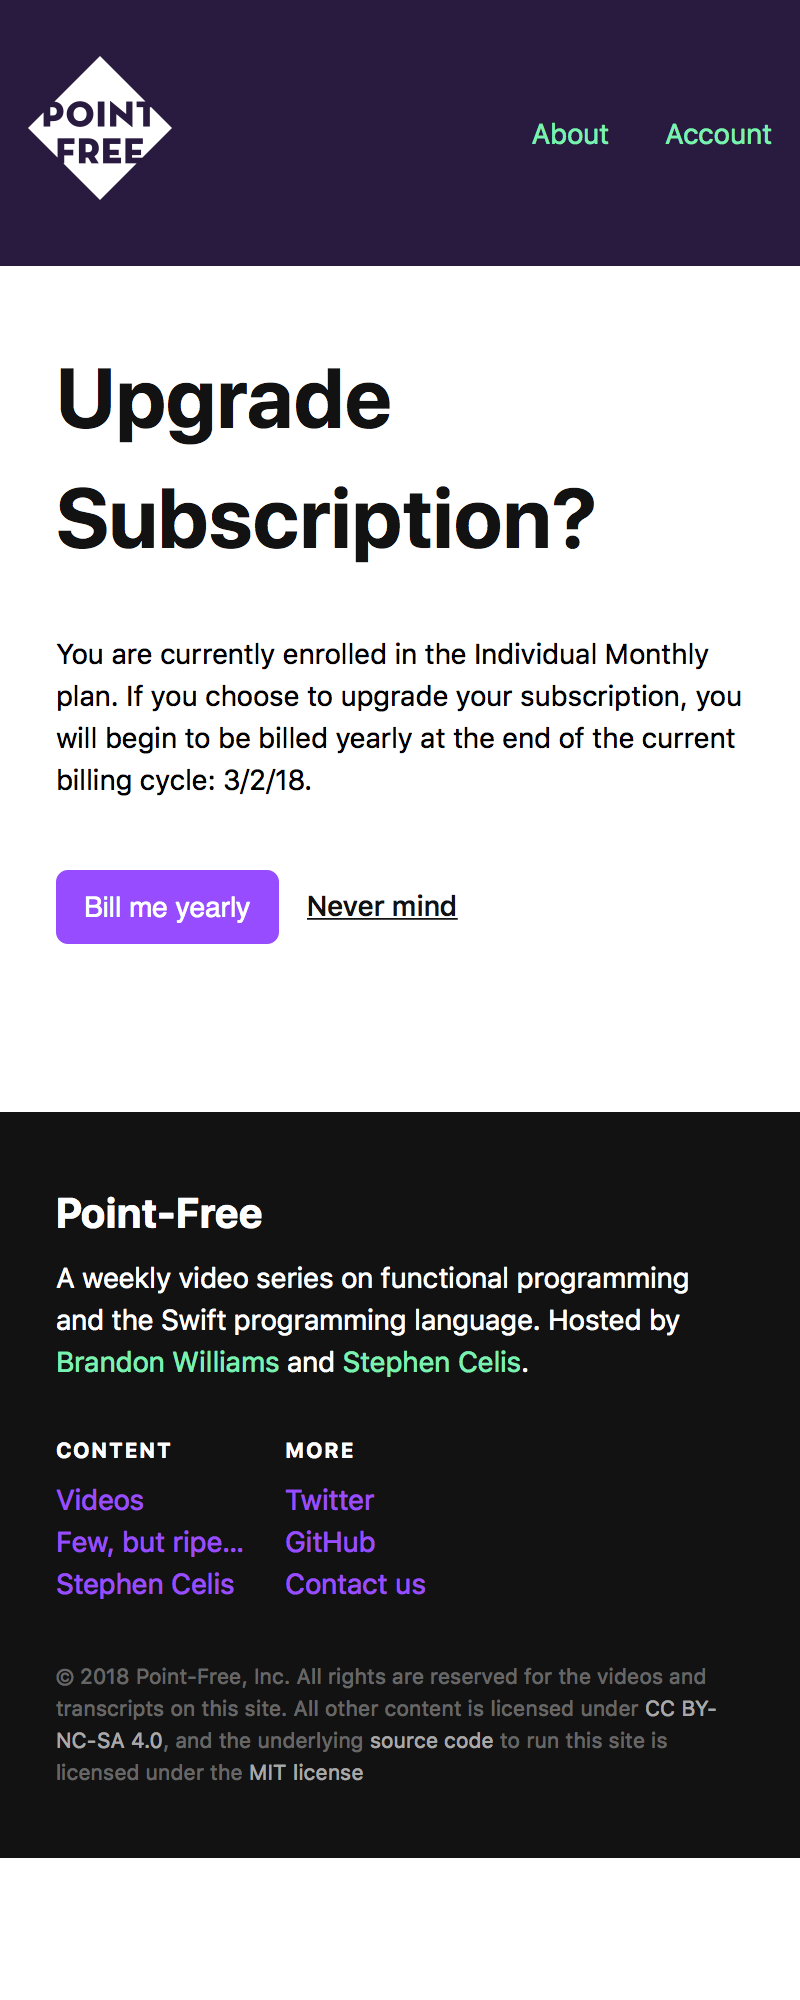 POINT
FREE
About Account
Upgrade
Subscription?
You are currently enrolled in the Individual Monthly
plan. If you choose to upgrade your subscription, you
will begin to be billed yearly at the end of the current
billing cycle: 3/2/18.
Bill me yearly Never mind
Point-Free
A weekly video series on functional programming
and the Swift programming language. Hosted by
Brandon Williams and Stephen Celis.
CONTENT MORE
Videos Twitter
Few, but ripe... GitHub
Stephen Celis Contact us
© 2018 Point-Free, Inc. All rights are reserved for the videos and
transcripts on this site. All other content is licensed under CC BY-
NC-SA 4.0, and the underlying source code to run this site is
licensed under the MIT license